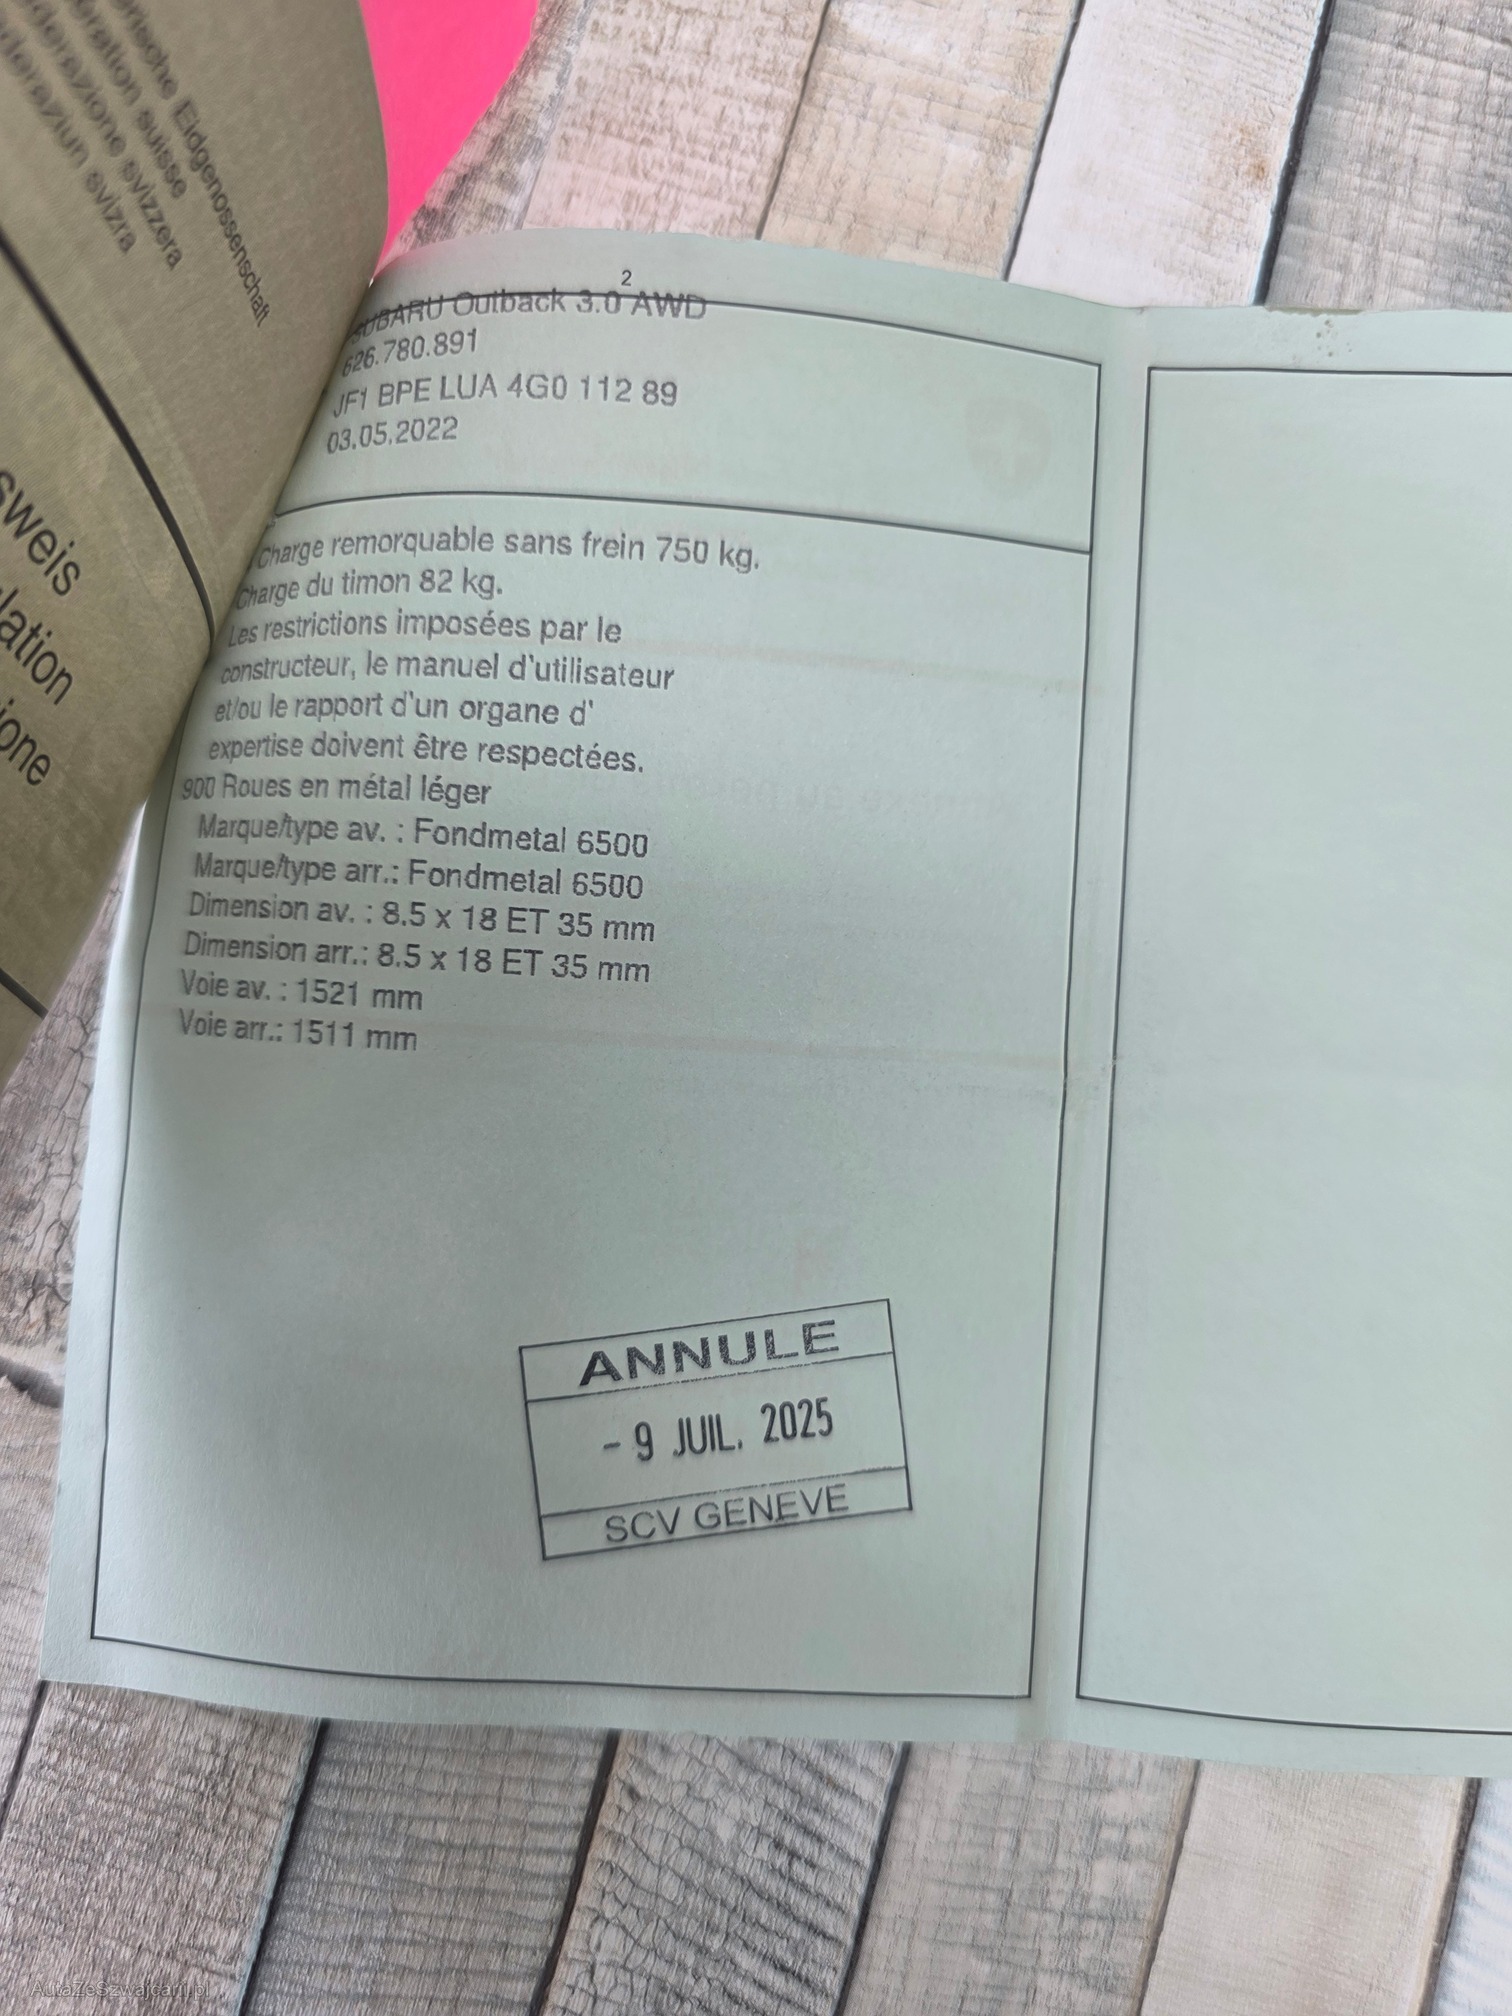 Eidgenossenschaft
suisse
svizzera
svizra
2
SUBARU Outback 3.0 AWD
626.780.891
JF1 BPE LUA 4G0 112 89
03.05.2022
Charge remorquable sans frein 750 kg.
Charge du timon 82 kg.
Les restrictions imposées par le
constructeur, le manuel d'utilisateur
et/ou le rapport d'un organe d'
expertise doivent être respectées.
900 Roues en métal léger
Marque/type av. : Fondmetal 6500
Marque/type arr.: Fondmetal 6500
Dimension av. : 8.5 x 18 ET 35 mm
Dimension arr.: 8.5 x 18 ET 35 mm
Voie av. : 1521 mm
Voie arr.: 1511 mm
ANNULE
- 9 JUIL. 2025
SCV GENEVE
AutaZeSzwajcarii.pl